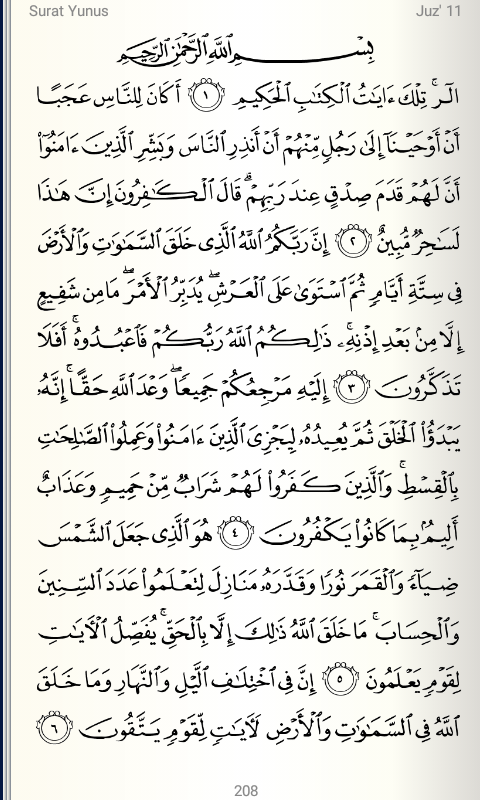 Surat Yunus
Juz' 11
بِسْمِ ٱللَّهِ ٱلرَّحْمَٰنِ ٱلرَّحِيمِ
الٓر ۚ تِلْكَ ءَايَٰتُ ٱلْكِتَٰبِ ٱلْحَكِيمِ ١ أَكَانَ لِلنَّاسِ عَجَبًا
أَنْ أَوْحَيْنَآ إِلَىٰ رَجُلٍ مِّنْهُمْ أَنْ أَنذِرِ ٱلنَّاسَ وَبَشِّرِ ٱلَّذِينَ ءَامَنُوٓا۟
أَنَّ لَهُمْ قَدَمَ صِدْقٍ عِندَ رَبِّهِمْ ۗ قَالَ ٱلْكَٰفِرُونَ إِنَّ هَٰذَا
لَسَٰحِرٌ مُّبِينٌ ٢ إِنَّ رَبَّكُمُ ٱللَّهُ ٱلَّذِى خَلَقَ ٱلسَّمَٰوَٰتِ وَٱلْأَرْضَ
فِى سِتَّةِ أَيَّامٍ ثُمَّ ٱسْتَوَىٰ عَلَى ٱلْعَرْشِ ۖ يُدَبِّرُ ٱلْأَمْرَ ۖ مَا مِن شَفِيعٍ
إِلَّا مِنۢ بَعْدِ إِذْنِهِۦ ۚ ذَٰلِكُمُ ٱللَّهُ رَبُّكُمْ فَٱعْبُدُوهُ ۚ أَفَلَا
تَذَكَّرُونَ ٣ إِلَيْهِ مَرْجِعُكُمْ جَمِيعًا ۖ وَعْدَ ٱللَّهِ حَقًّا ۚ إِنَّهُۥ
يَبْدَؤُا۟ ٱلْخَلْقَ ثُمَّ يُعِيدُهُۥ لِيَجْزِىَ ٱلَّذِينَ ءَامَنُوا۟ وَعَمِلُوا۟ ٱلصَّٰلِحَٰتِ
بِٱلْقِسْطِ ۚ وَٱلَّذِينَ كَفَرُوا۟ لَهُمْ شَرَابٌ مِّنْ حَمِيمٍ وَعَذَابٌ
أَلِيمٌۢ بِمَا كَانُوا۟ يَكْفُرُونَ ٤ هُوَ ٱلَّذِى جَعَلَ ٱلشَّمْسَ
ضِيَآءً وَٱلْقَمَرَ نُورًا وَقَدَّرَهُۥ مَنَازِلَ لِتَعْلَمُوا۟ عَدَدَ ٱلسِّنِينَ
وَٱلْحِسَابَ ۚ مَا خَلَقَ ٱللَّهُ ذَٰلِكَ إِلَّا بِٱلْحَقِّ ۚ يُفَصِّلُ ٱلْءَايَٰتِ
لِقَوْمٍ يَعْلَمُونَ ٥ إِنَّ فِى ٱخْتِلَٰفِ ٱلَّيْلِ وَٱلنَّهَارِ وَمَا خَلَقَ
ٱللَّهُ فِى ٱلسَّمَٰوَٰتِ وَٱلْأَرْضِ لَءَايَٰتٍ لِّقَوْمٍ يَتَّقُونَ ٦
208